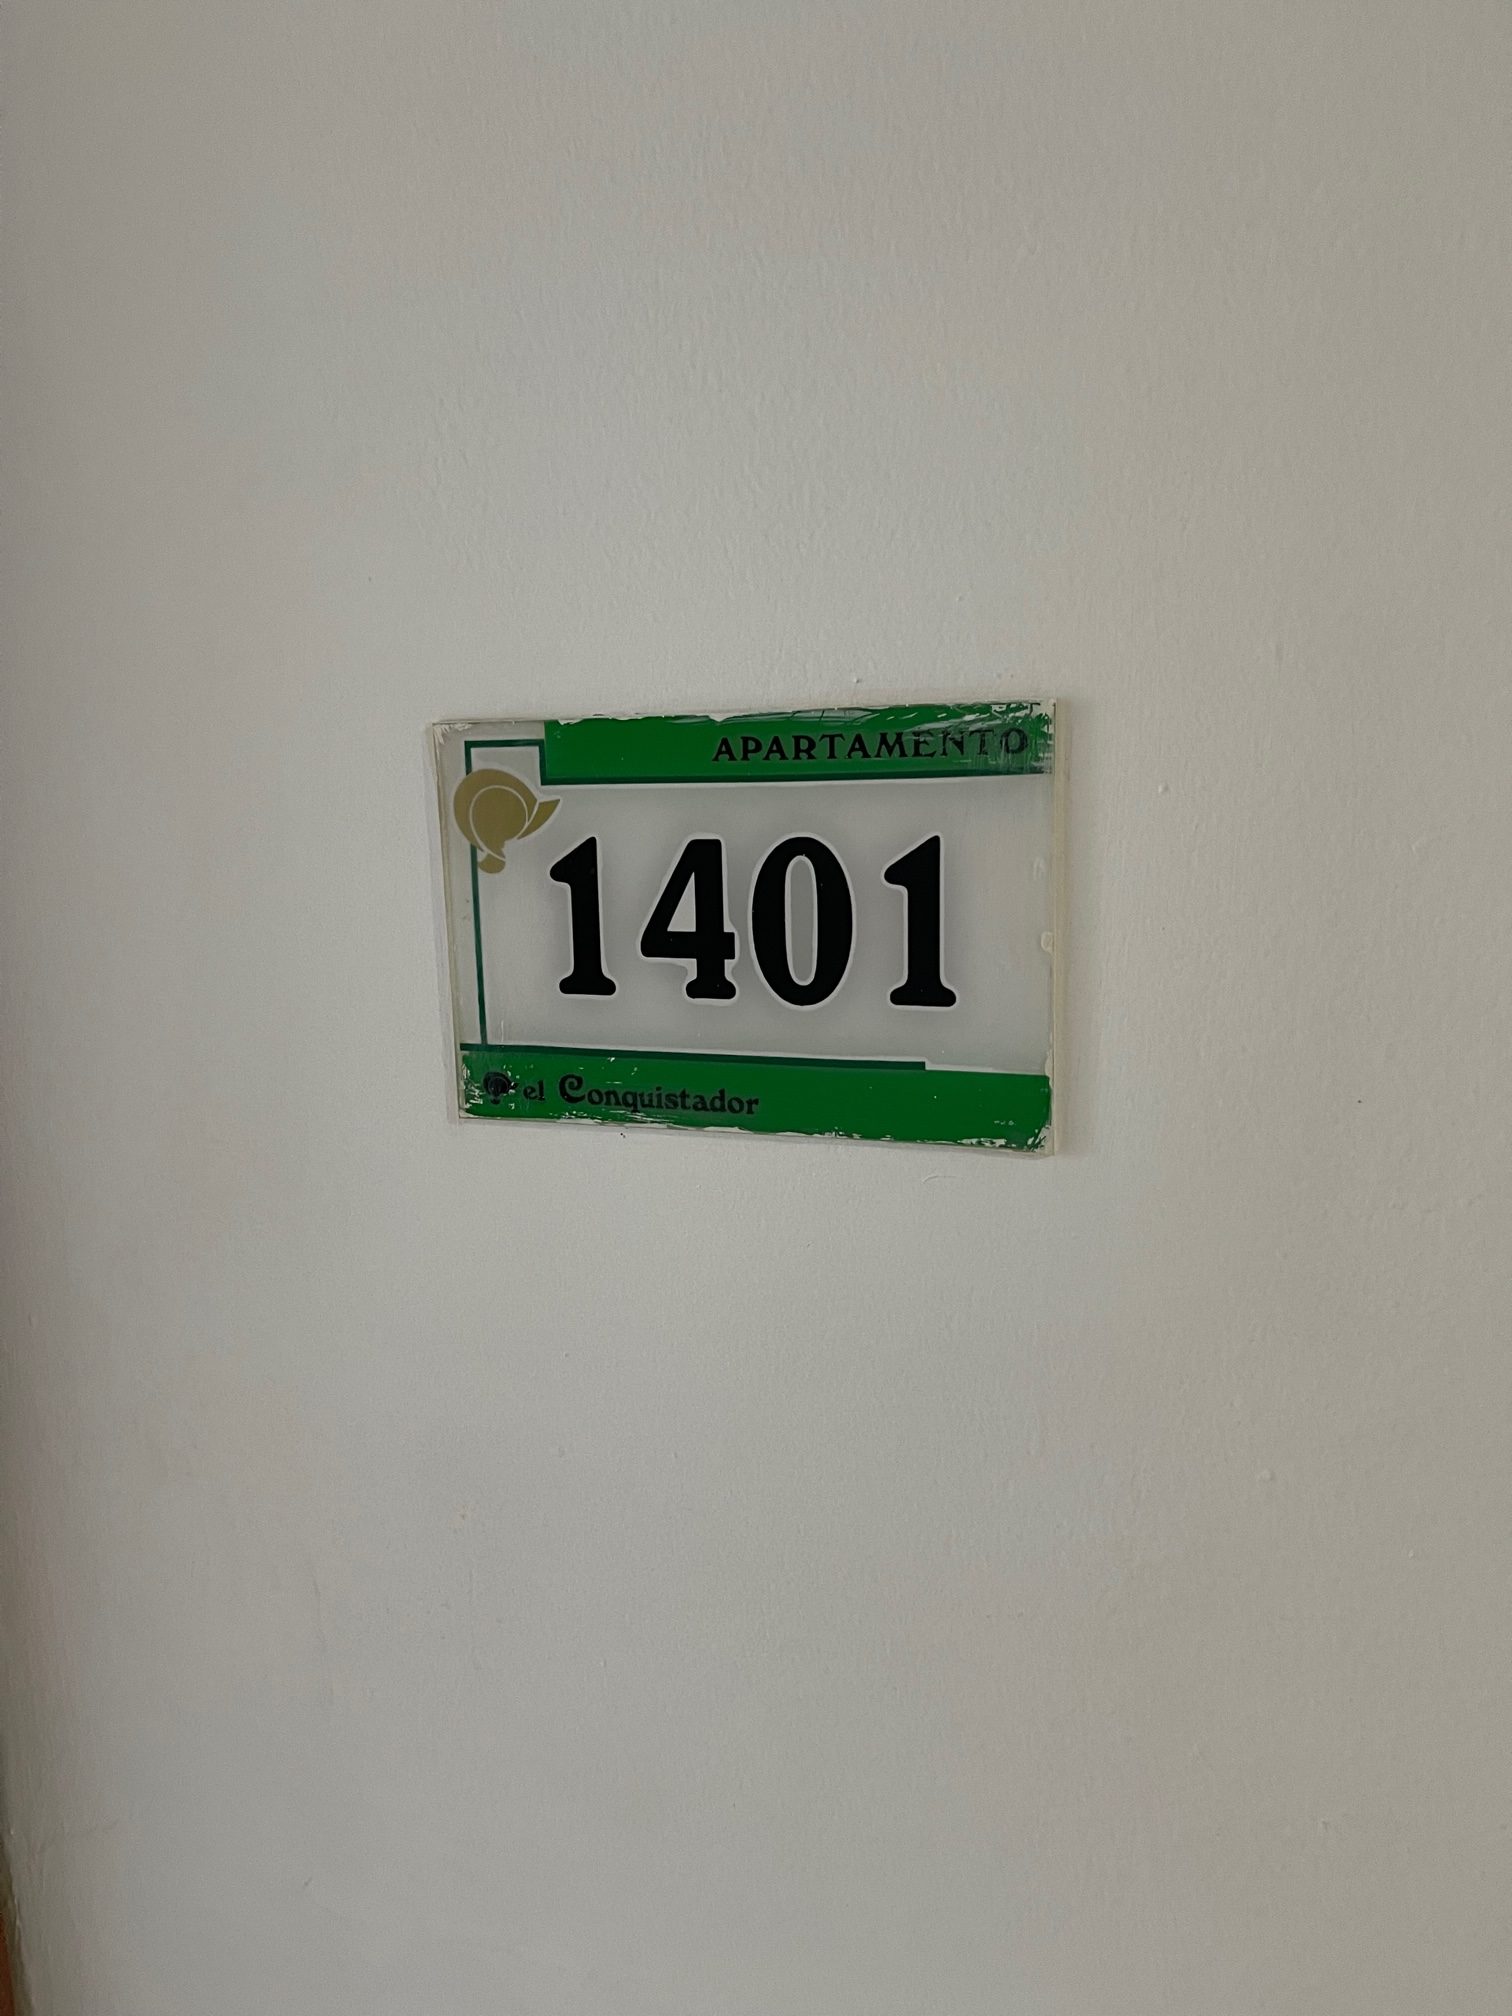 APARTAMENTO
1401
el Conquistador